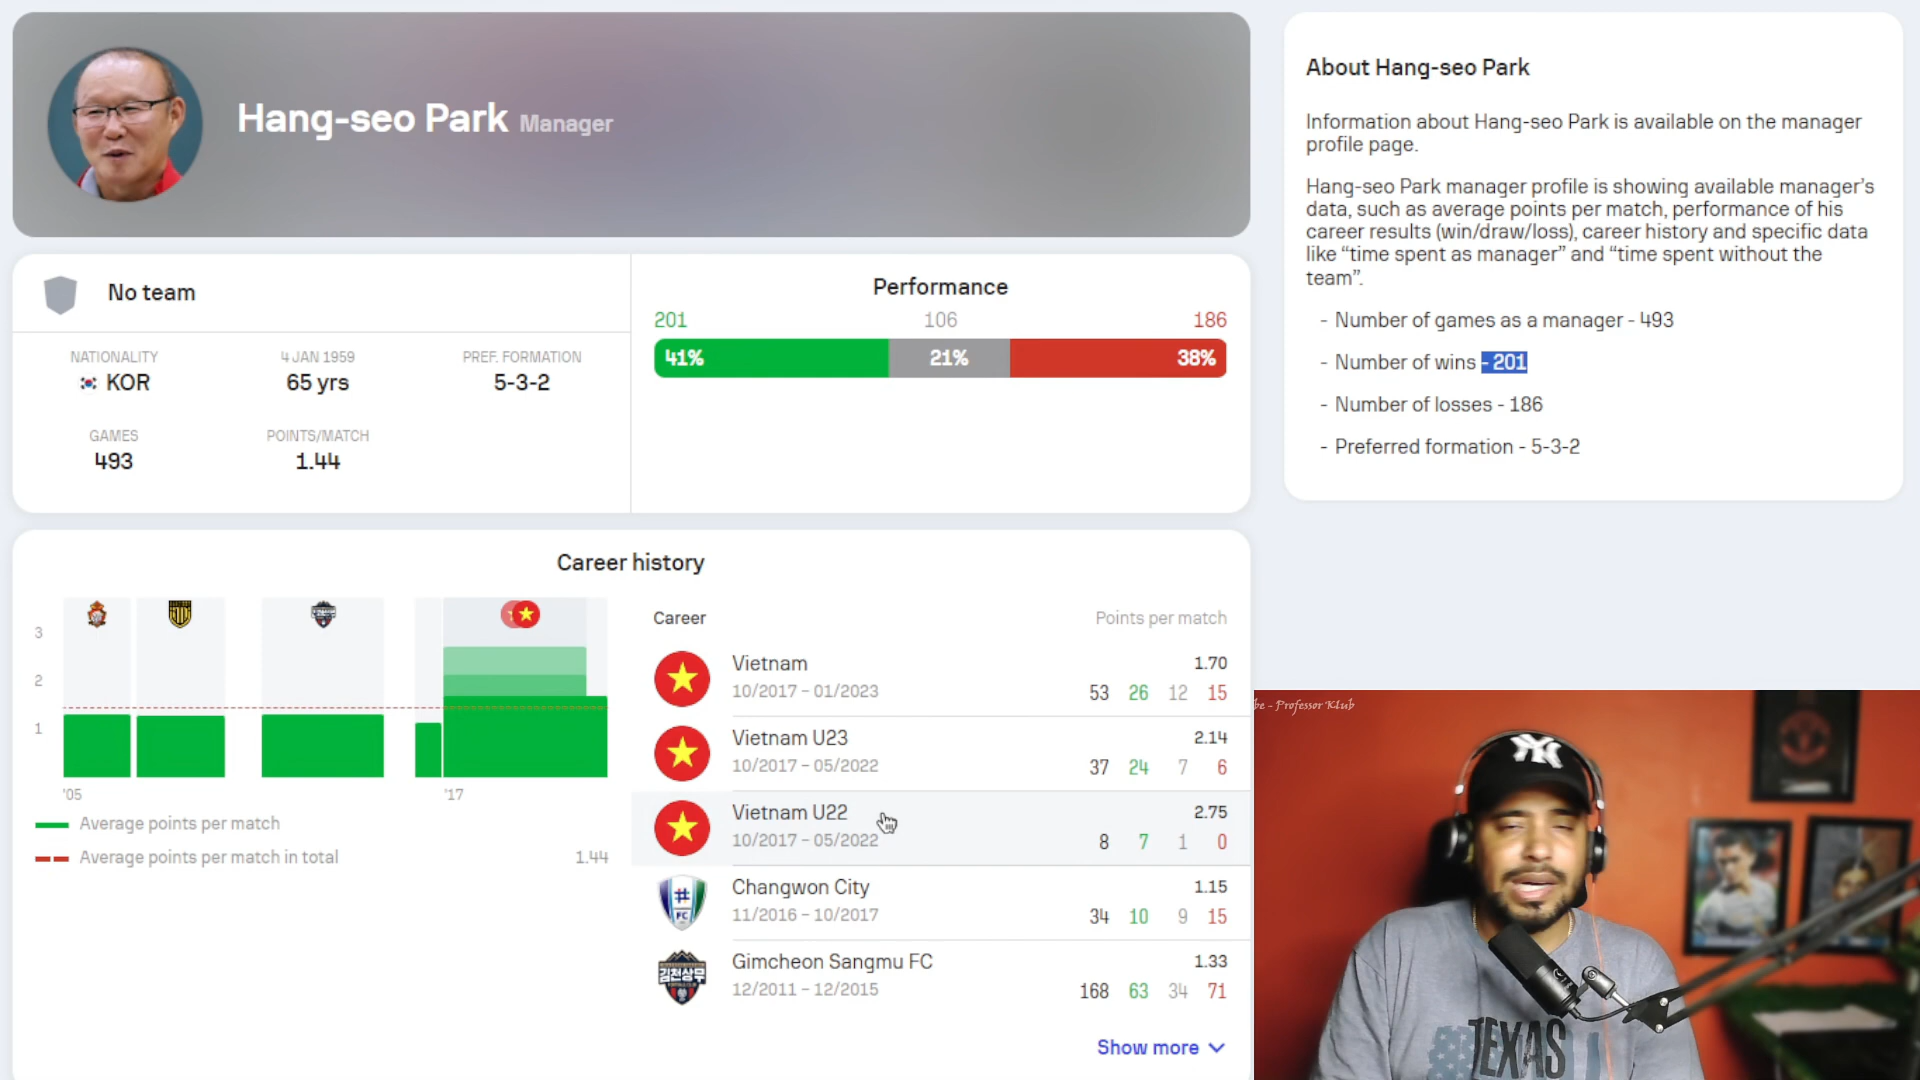 Hang-seo Park Manager
No team
NATIONALITY
KOR
4 JAN 1959
65 yrs
PREF. FORMATION
5-3-2
GAMES
493
POINTS/MATCH
1.44
Performance
201 106 186
41% 21% 38%
Career history
3
2
1
'05 '17
Average points per match
Average points per match in total 1.44
Career Points per match
Vietnam 1.70
10/2017 – 01/2023 53 26 12 15
Vietnam U23 2.14
10/2017 – 05/2022 37 24 7 6
Vietnam U22 2.75
10/2017 – 05/2022 8 7 1 0
Changwon City 1.15
11/2016 – 10/2017 34 10 9 15
#
FC
Gimcheon Sangmu FC 1.33
12/2011 – 12/2015 168 63 34 71
김천상무
Show more
About Hang-seo Park
Information about Hang-seo Park is available on the manager
profile page.
Hang-seo Park manager profile is showing available manager's
data, such as average points per match, performance of his
career results (win/draw/loss), career history and specific data
like “time spent as manager” and “time spent without the
team”.
- Number of games as a manager - 493
- Number of wins - 201
- Number of losses - 186
- Preferred formation - 5-3-2
be - Professor Klub
NY
TEXAS